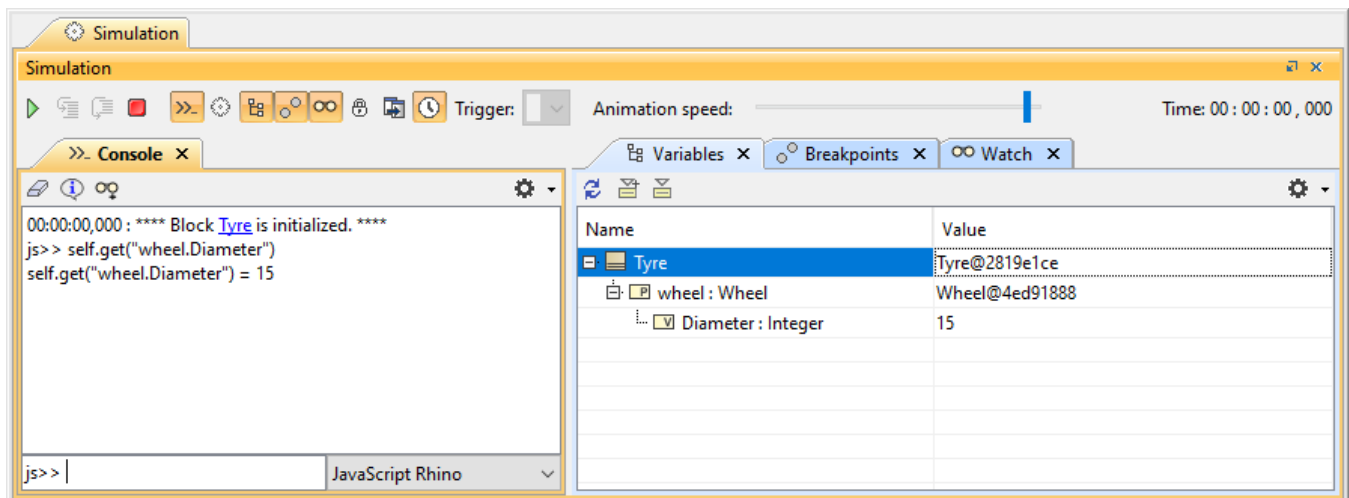 Simulation
Simulation
Trigger:
Animation speed:
Time: 00 : 00 : 00 , 000
Console
00:00:00,000 : **** Block Tyre is initialized. ****
js>> self.get("wheel.Diameter")
self.get("wheel.Diameter") = 15
js>>
JavaScript Rhino
Variables
Breakpoints
Watch
Name Value
Tyre Tyre@2819e1ce
wheel : Wheel Wheel@4ed91888
Diameter : Integer 15